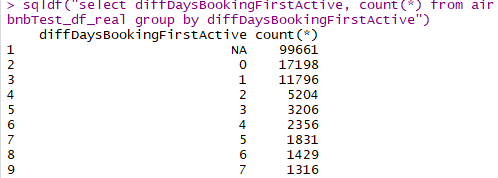 > sqldf("select diffDaysBookingFirstActive, count(*) from air
bnbTest_df_real group by diffDaysBookingFirstActive")
diffDaysBookingFirstActive count(*)
1 NA 99661
2 0 17198
3 1 11796
4 2 5204
5 3 3206
6 4 2356
7 5 1831
8 6 1429
9 7 1316